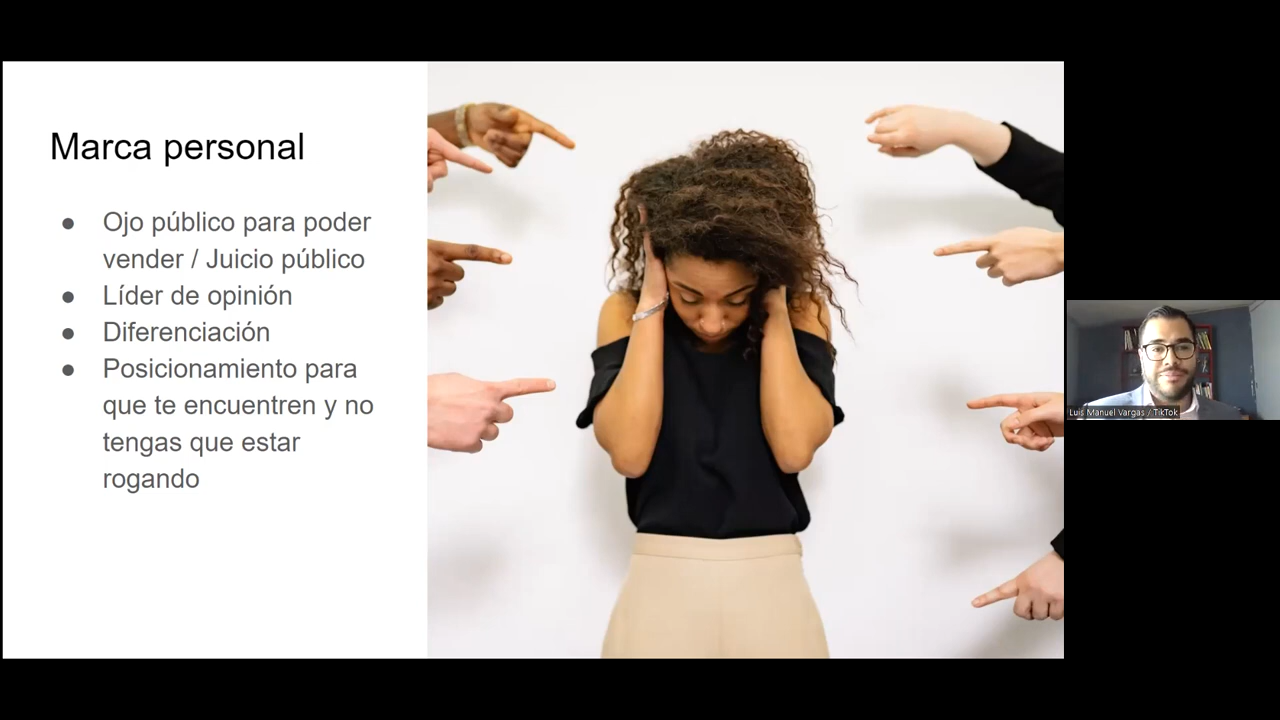 Marca personal
● Ojo público para poder
vender / Juicio público
● Líder de opinión
● Diferenciación
● Posicionamiento para
que te encuentren y no
tengas que estar
rogando
Luis Manuel Vargas / TikTok